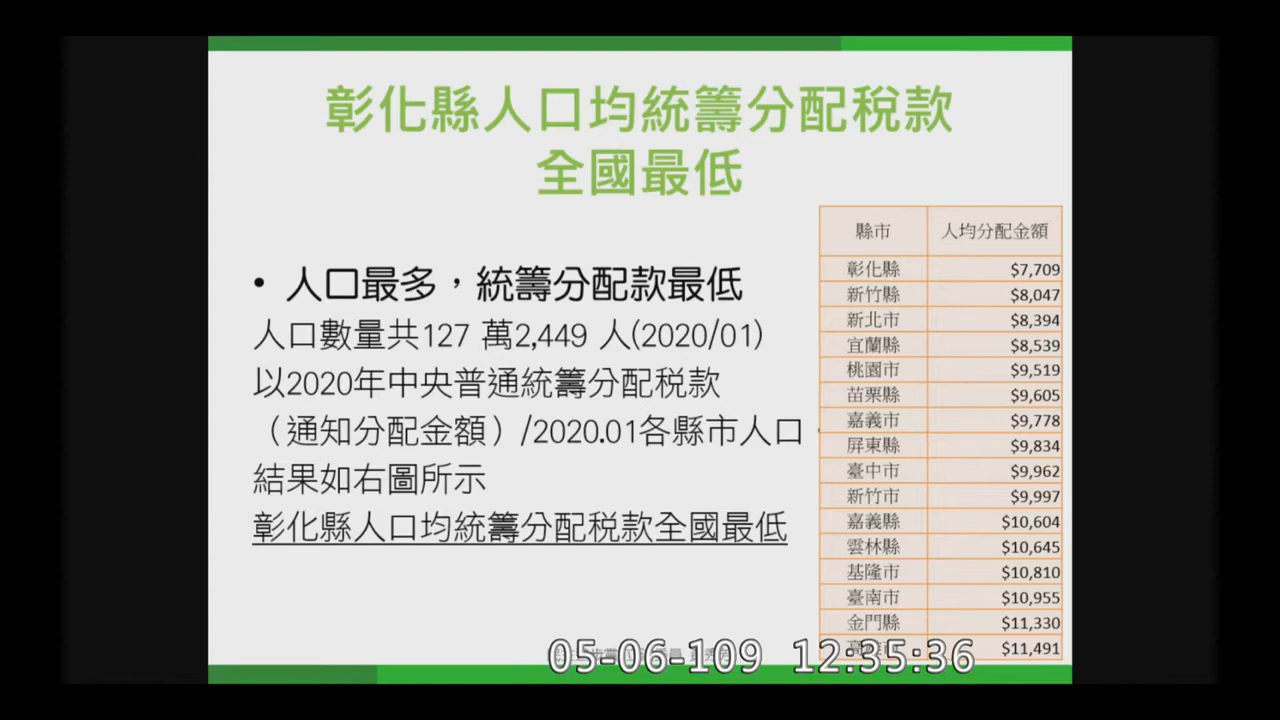 彰化縣人口均統籌分配稅款
全國最低
• 人口最多，統籌分配款最低
人口數量共127 萬2,449 人(2020/01)
以2020年中央普通統籌分配稅款
（通知分配金額）/2020.01各縣市人口，
結果如右圖所示
彰化縣人口均統籌分配稅款全國最低
縣市 人均分配金額
彰化縣 $7,709
新竹縣 $8,047
新北市 $8,394
宜蘭縣 $8,539
桃園市 $9,519
苗栗縣 $9,605
嘉義市 $9,778
屏東縣 $9,834
臺中市 $9,962
新竹市 $9,997
嘉義縣 $10,604
雲林縣 $10,645
基隆市 $10,810
臺南市 $10,955
金門縣 $11,330
$11,491
05-06-109 12:35:36